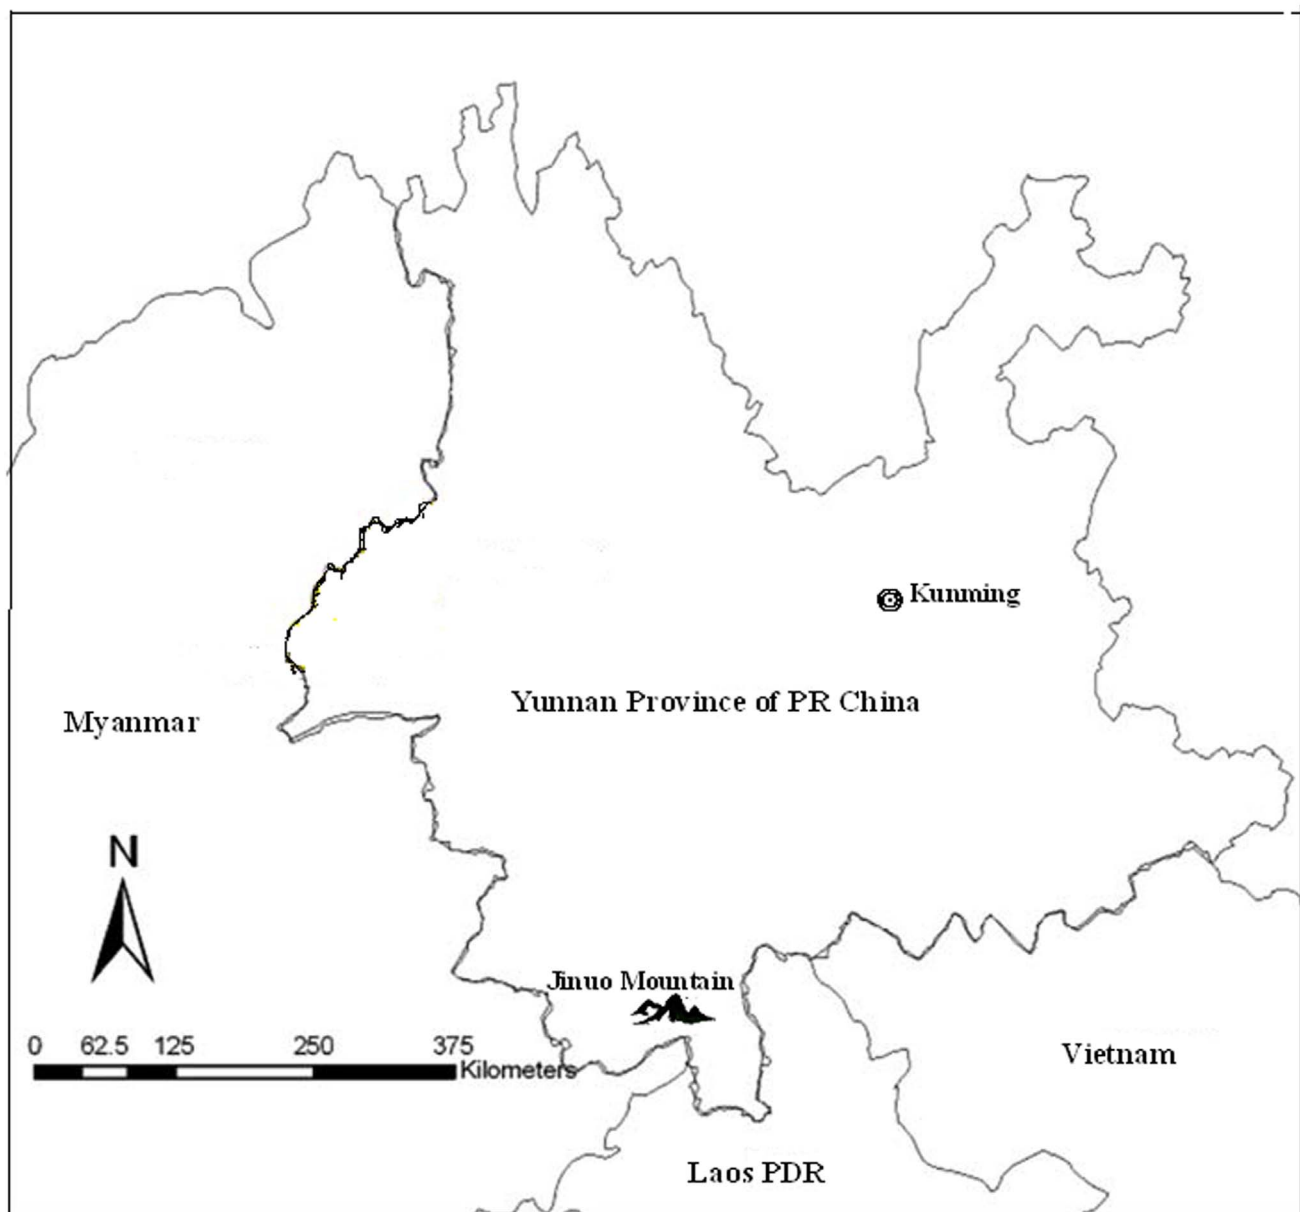 Kunming
Yunnan Province of PR China
Myanmar
N
Jinuo Mountain
0 62.5 125 250 375
Kilometers
Vietnam
Laos PDR